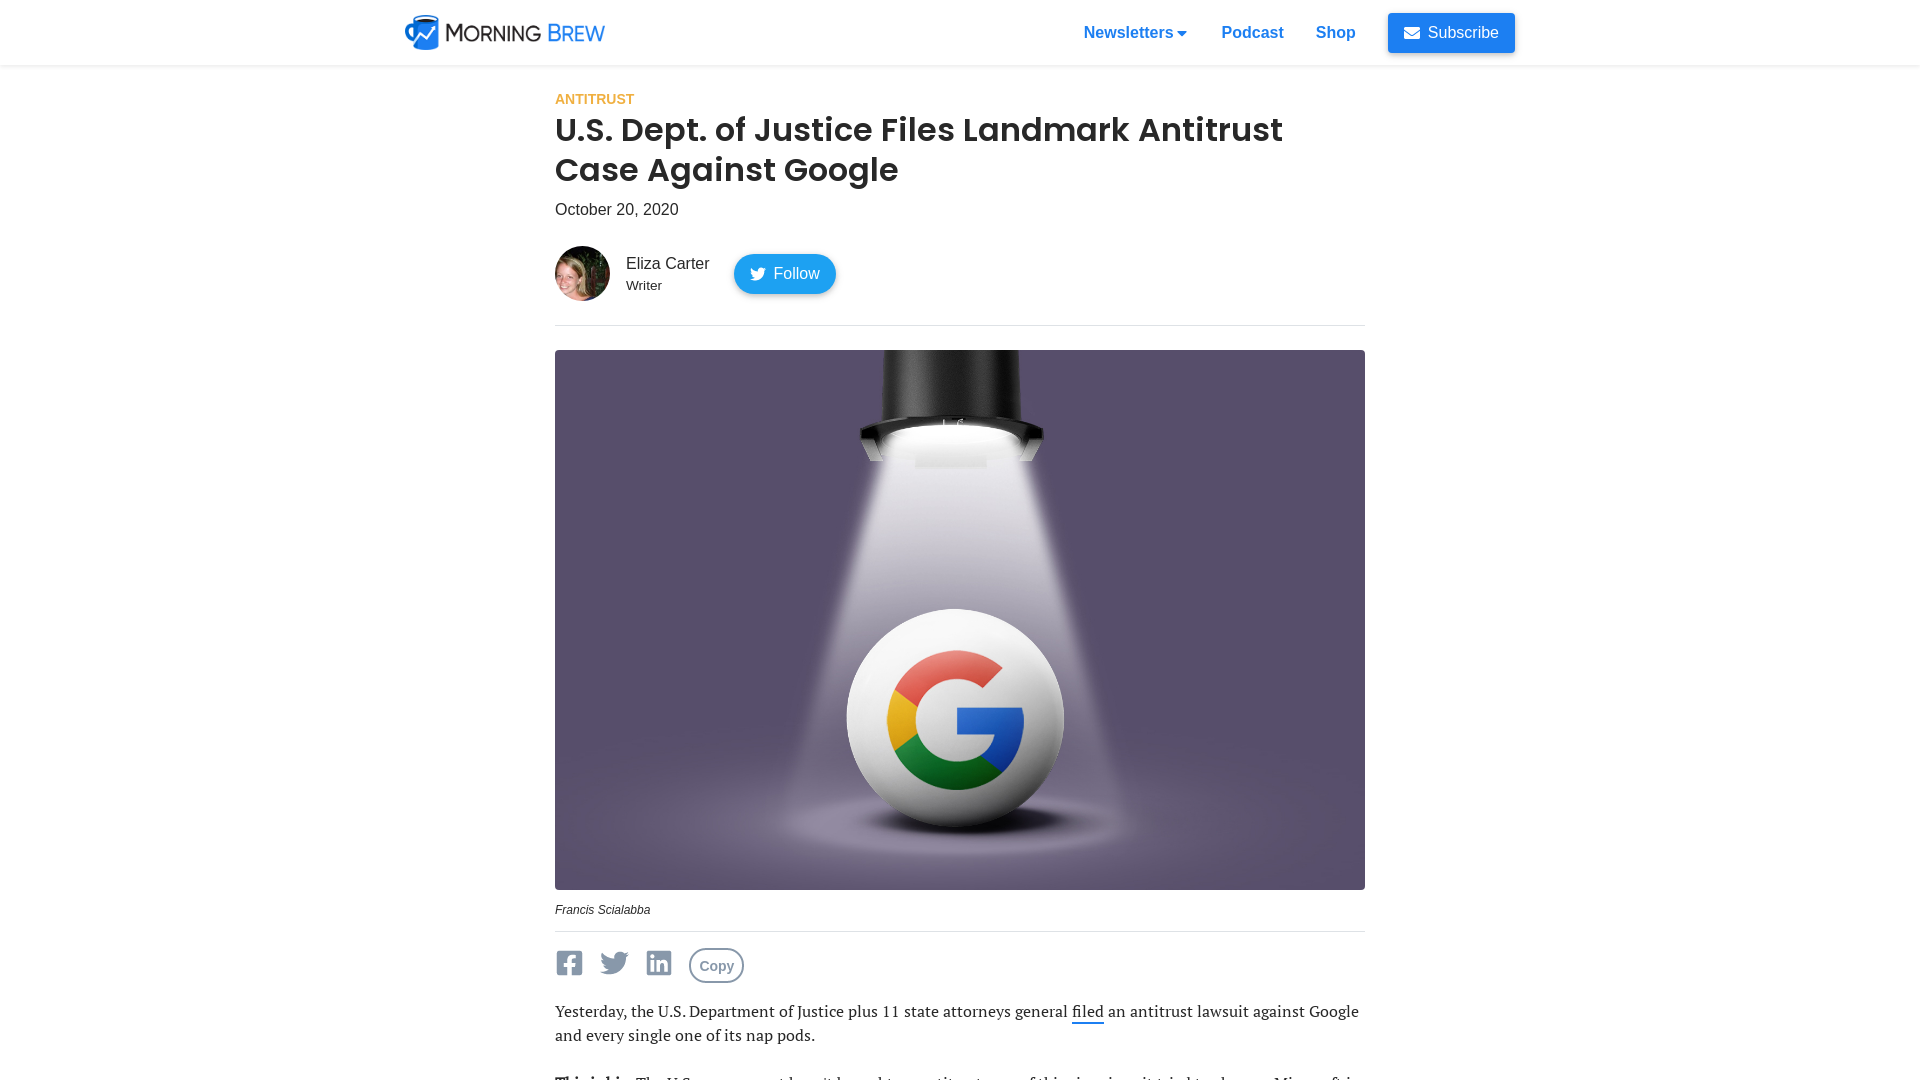 MORNING BREW
Newsletters
Podcast
Shop
Subscribe
ANTITRUST
U.S. Dept. of Justice Files Landmark Antitrust
Case Against Google
October 20, 2020
Eliza Carter
Writer
Follow
G
Francis Scialabba
Copy
Yesterday, the U.S. Department of Justice plus 11 state attorneys general filed an antitrust lawsuit against Google
and every single one of its nap pods.